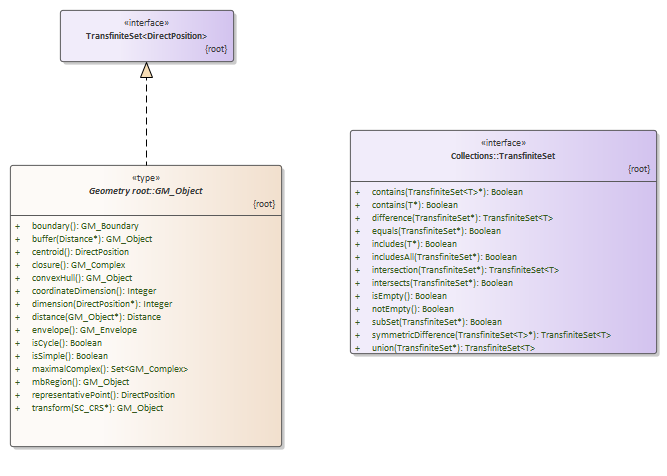 «interface»
TransfiniteSet<DirectPosition>
{root}
«type»
Geometry root::GM_Object
{root}
+ boundary(): GM_Boundary
+ buffer(Distance*): GM_Object
+ centroid(): DirectPosition
+ closure(): GM_Complex
+ convexHull(): GM_Object
+ coordinateDimension(): Integer
+ dimension(DirectPosition*): Integer
+ distance(GM_Object*): Distance
+ envelope(): GM_Envelope
+ isCycle(): Boolean
+ isSimple(): Boolean
+ maximalComplex(): Set<GM_Complex>
+ mbRegion(): GM_Object
+ representativePoint(): DirectPosition
+ transform(SC_CRS*): GM_Object
«interface»
Collections::TransfiniteSet
{root}
+ contains(TransfiniteSet<T>*): Boolean
+ contains(T*): Boolean
+ difference(TransfiniteSet*): TransfiniteSet<T>
+ equals(TransfiniteSet*): Boolean
+ includes(T*): Boolean
+ includesAll(TransfiniteSet*): Boolean
+ intersection(TransfiniteSet*): TransfiniteSet<T>
+ intersects(TransfiniteSet*): Boolean
+ isEmpty(): Boolean
+ notEmpty(): Boolean
+ subSet(TransfiniteSet*): Boolean
+ symmetricDifference(TransfiniteSet<T>*): TransfiniteSet<T>
+ union(TransfiniteSet*): TransfiniteSet<T>